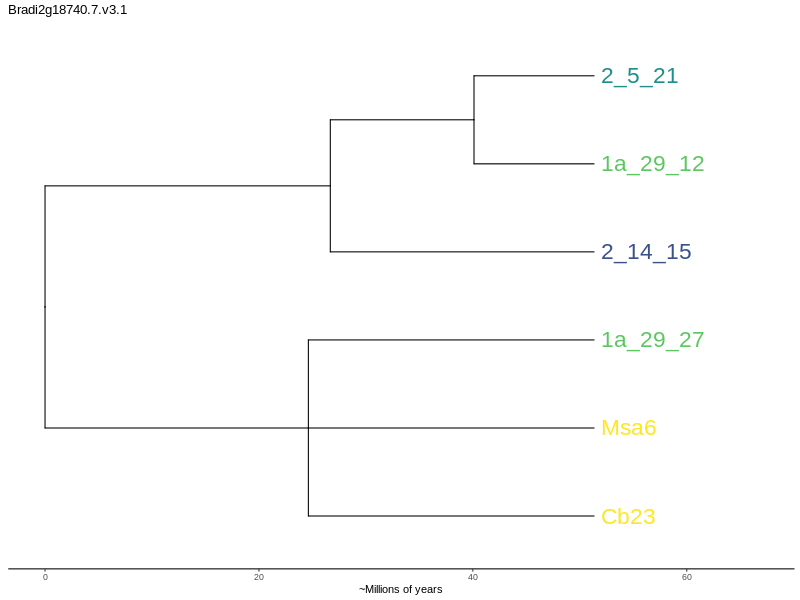 Bradi2g18740.7.v3.1
2_5_21
1a_29_12
2_14_15
1a_29_27
Msa6
Cb23
0 20 40 60
~Millions of years